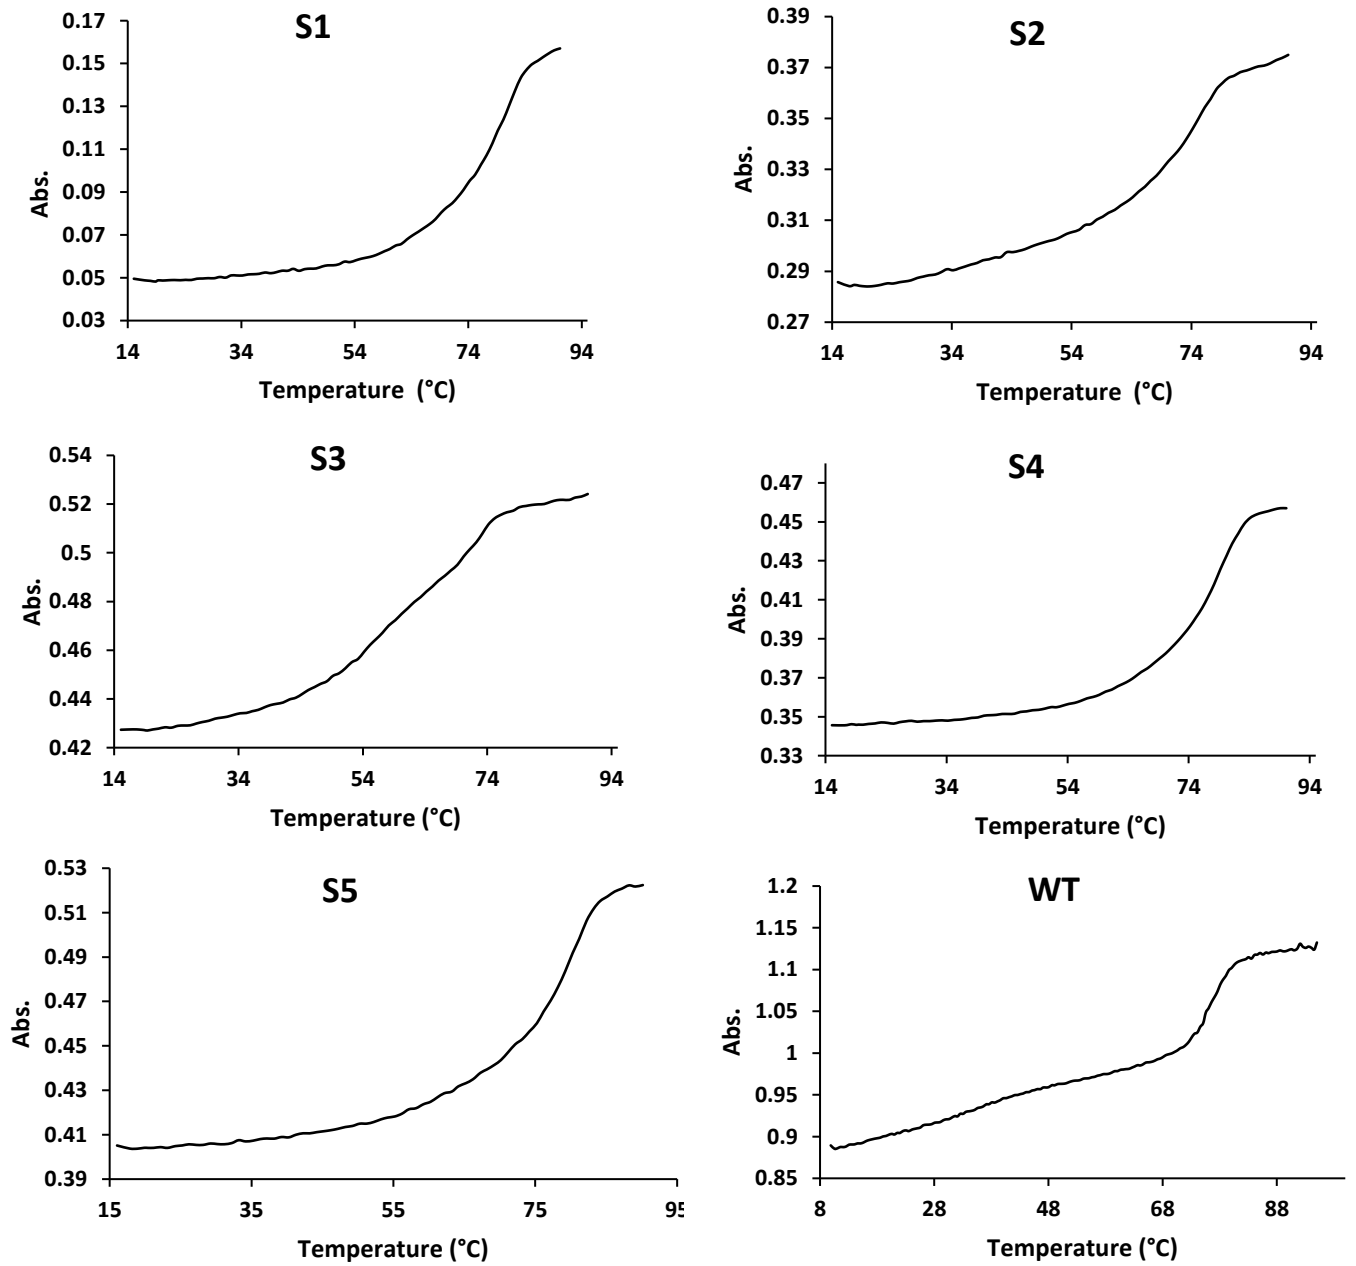 S1
0.17
0.15
0.13
0.11
0.09
0.07
0.05
0.03
Abs.
14 34 54 74 94
Temperature (°C)
S2
0.39
0.37
0.35
0.33
0.31
0.29
0.27
Abs.
14 34 54 74 94
Temperature (°C)
S3
0.54
0.52
0.5
0.48
0.46
0.44
0.42
Abs.
14 34 54 74 94
Temperature (°C)
S4
0.47
0.45
0.43
0.41
0.39
0.37
0.35
0.33
Abs.
14 34 54 74 94
Temperature (°C)
S5
0.53
0.51
0.49
0.47
0.45
0.43
0.41
0.39
Abs.
15 35 55 75 95
Temperature (°C)
WT
1.2
1.15
1.1
1.05
1
0.95
0.9
0.85
Abs.
8 28 48 68 88
Temperature (°C)